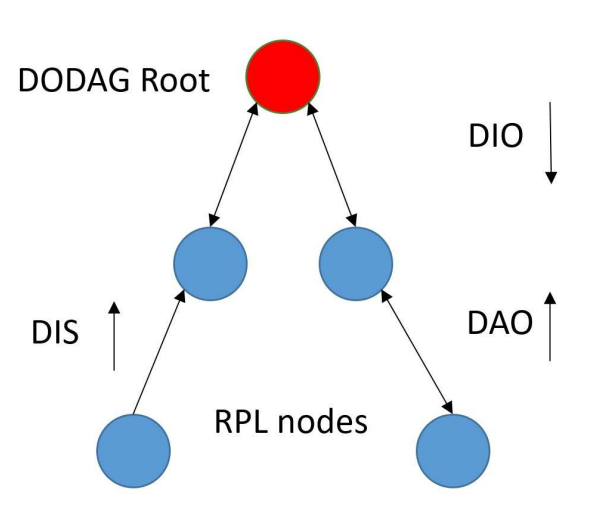 DODAG Root
DIO
DIS
DAO
RPL nodes